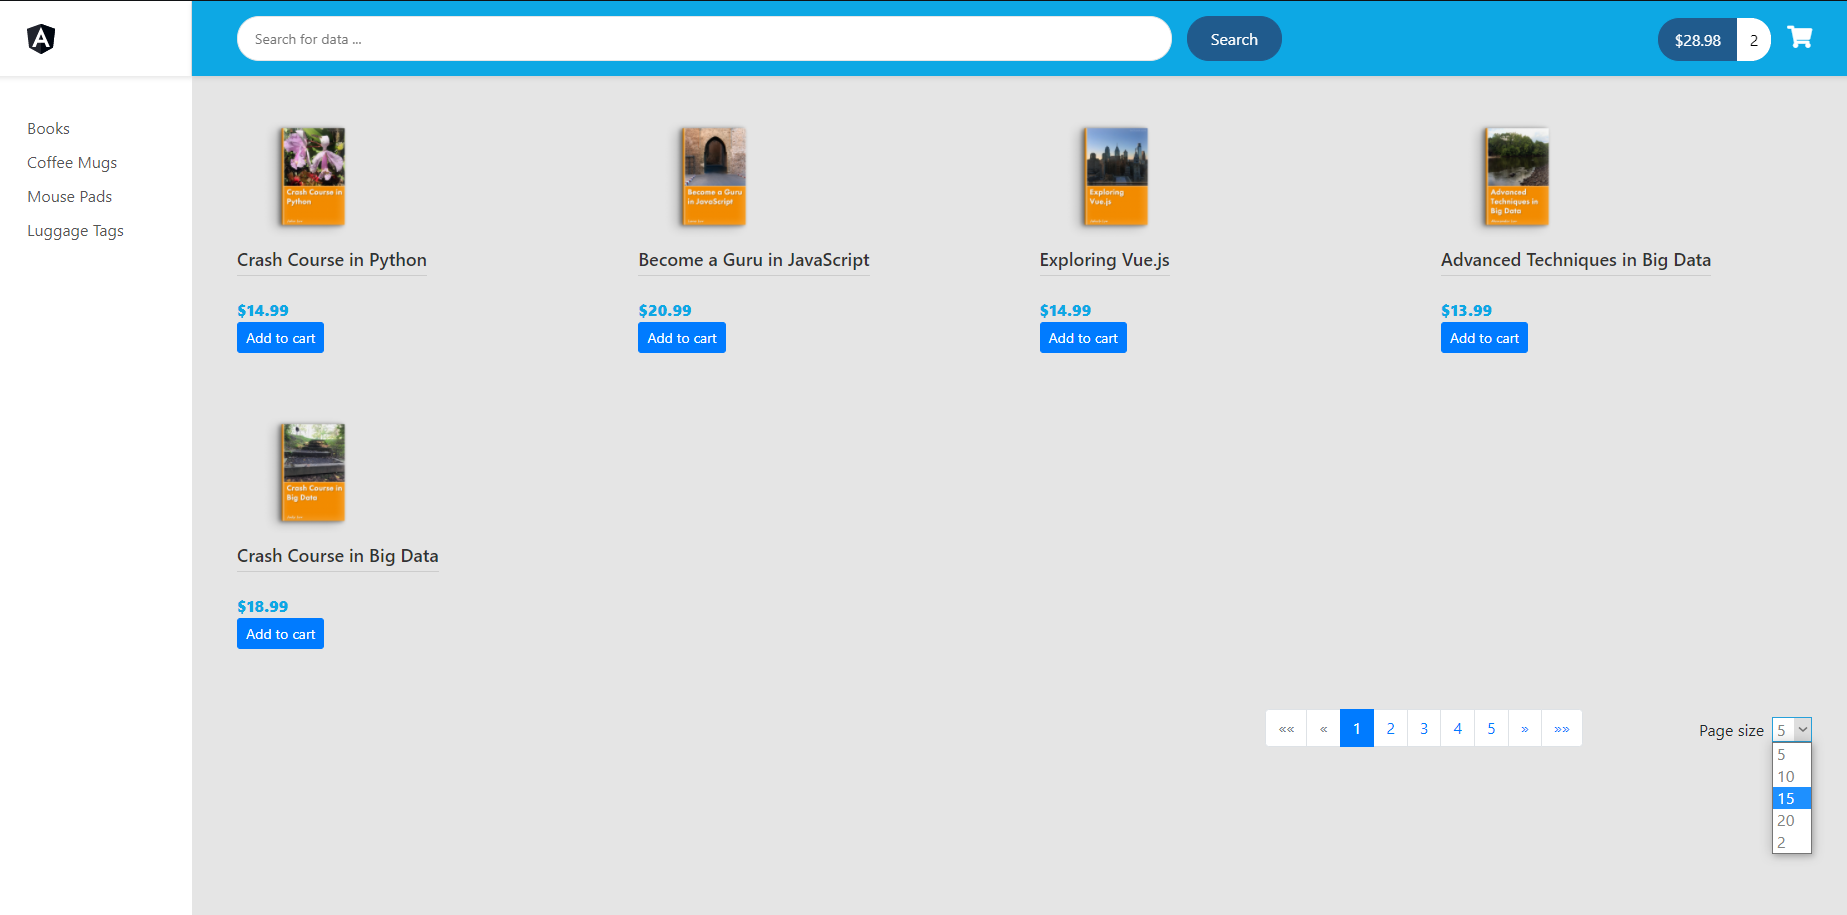 A
Search for data ...
Search
$28.98 2
Books
Coffee Mugs
Mouse Pads
Luggage Tags
Crash Course in
Python
Crash Course in Python
$14.99
Add to cart
Become a Guru
in JavaScript
Become a Guru in JavaScript
$20.99
Add to cart
Exploring
Vue.js
Exploring Vue.js
$14.99
Add to cart
Advanced
Techniques in
Big Data
Advanced Techniques in Big Data
$13.99
Add to cart
Crash Course in
Big Data
Crash Course in Big Data
$18.99
Add to cart
«« « 1 2 3 4 5 » »»
Page size 5
5
10
15
20
2